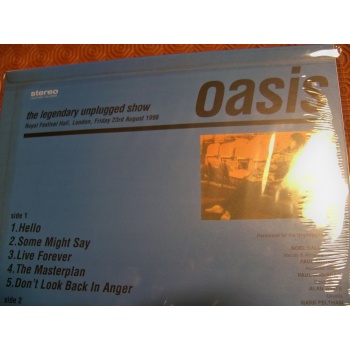 stereo
oasis
the legendary unplugged show
Royal Festival Hall, London, Friday 23rd August 1996
side 1
1.Hello
2.Some Might Say
3.Live Forever
4.The Masterplan
5.Don't Look Back In Anger
side 2